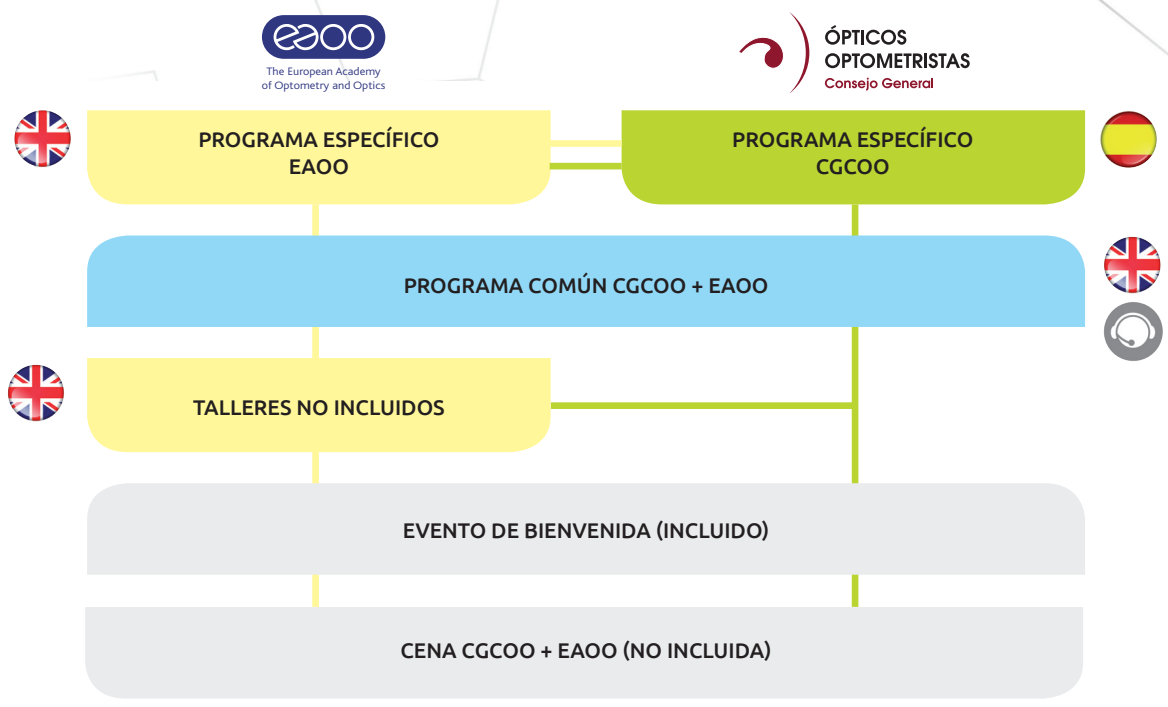 eaoo
The European Academy
of Optometry and Optics
ÓPTICOS
OPTOMETRISTAS
Consejo General
PROGRAMA ESPECÍFICO
EAOO
PROGRAMA ESPECÍFICO
CGCOO
PROGRAMA COMÚN CGCOO + EAOO
TALLERES NO INCLUIDOS
EVENTO DE BIENVENIDA (INCLUIDO)
CENA CGCOO + EAOO (NO INCLUIDA)